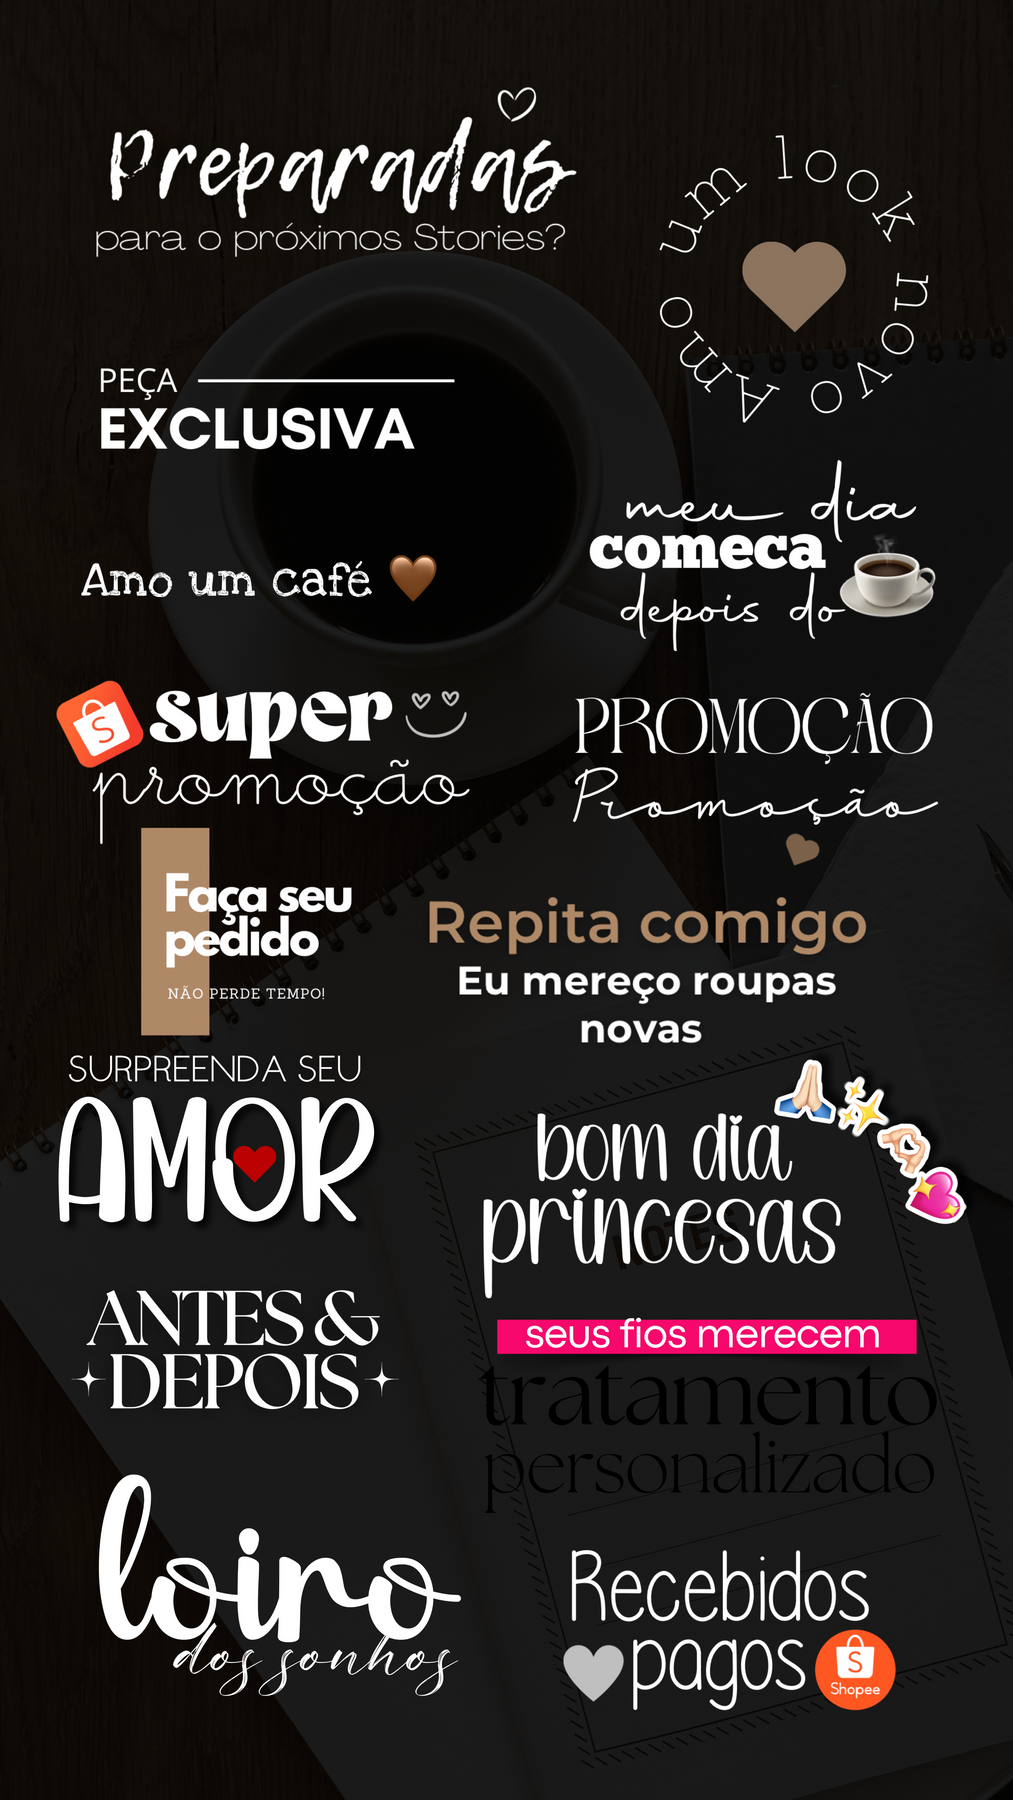 Preparadas
para o próximos Stories?
Amo um look novo
PEÇA
EXCLUSIVA
meu dia
comeca
depois do
Amo um café
S
super
promoção
PROMOÇÃO
Promoção
Faça seu
pedido
NÃO PERDE TEMPO!
Repita comigo
Eu mereço roupas
novas
SURPREENDA SEU
AMOR
bom dia
princesas
NOTES
ANTES &
DEPOIS
seus fios merecem
tratamento
personalizado
loiro
dos sonhos
Recebidos
pagos
S
Shopee